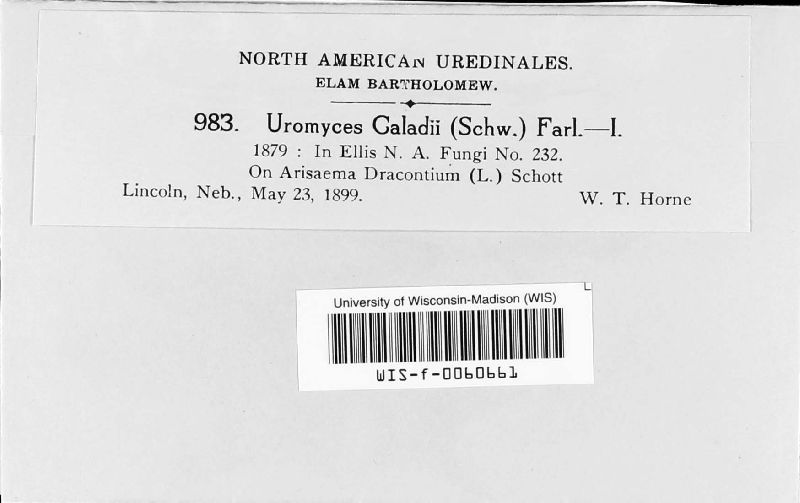 NORTH AMERICAN UREDINALES.
ELAM BARTHOLOMEW.
983. Uromyces Caladii (Schw.) Farl.—I.
1879 : In Ellis N. A. Fungi No. 232.
On Arisaema Dracontium (L.) Schott
Lincoln, Neb., May 23, 1899. W. T. Horne
University of Wisconsin-Madison (WIS)
WIS-f-0060661